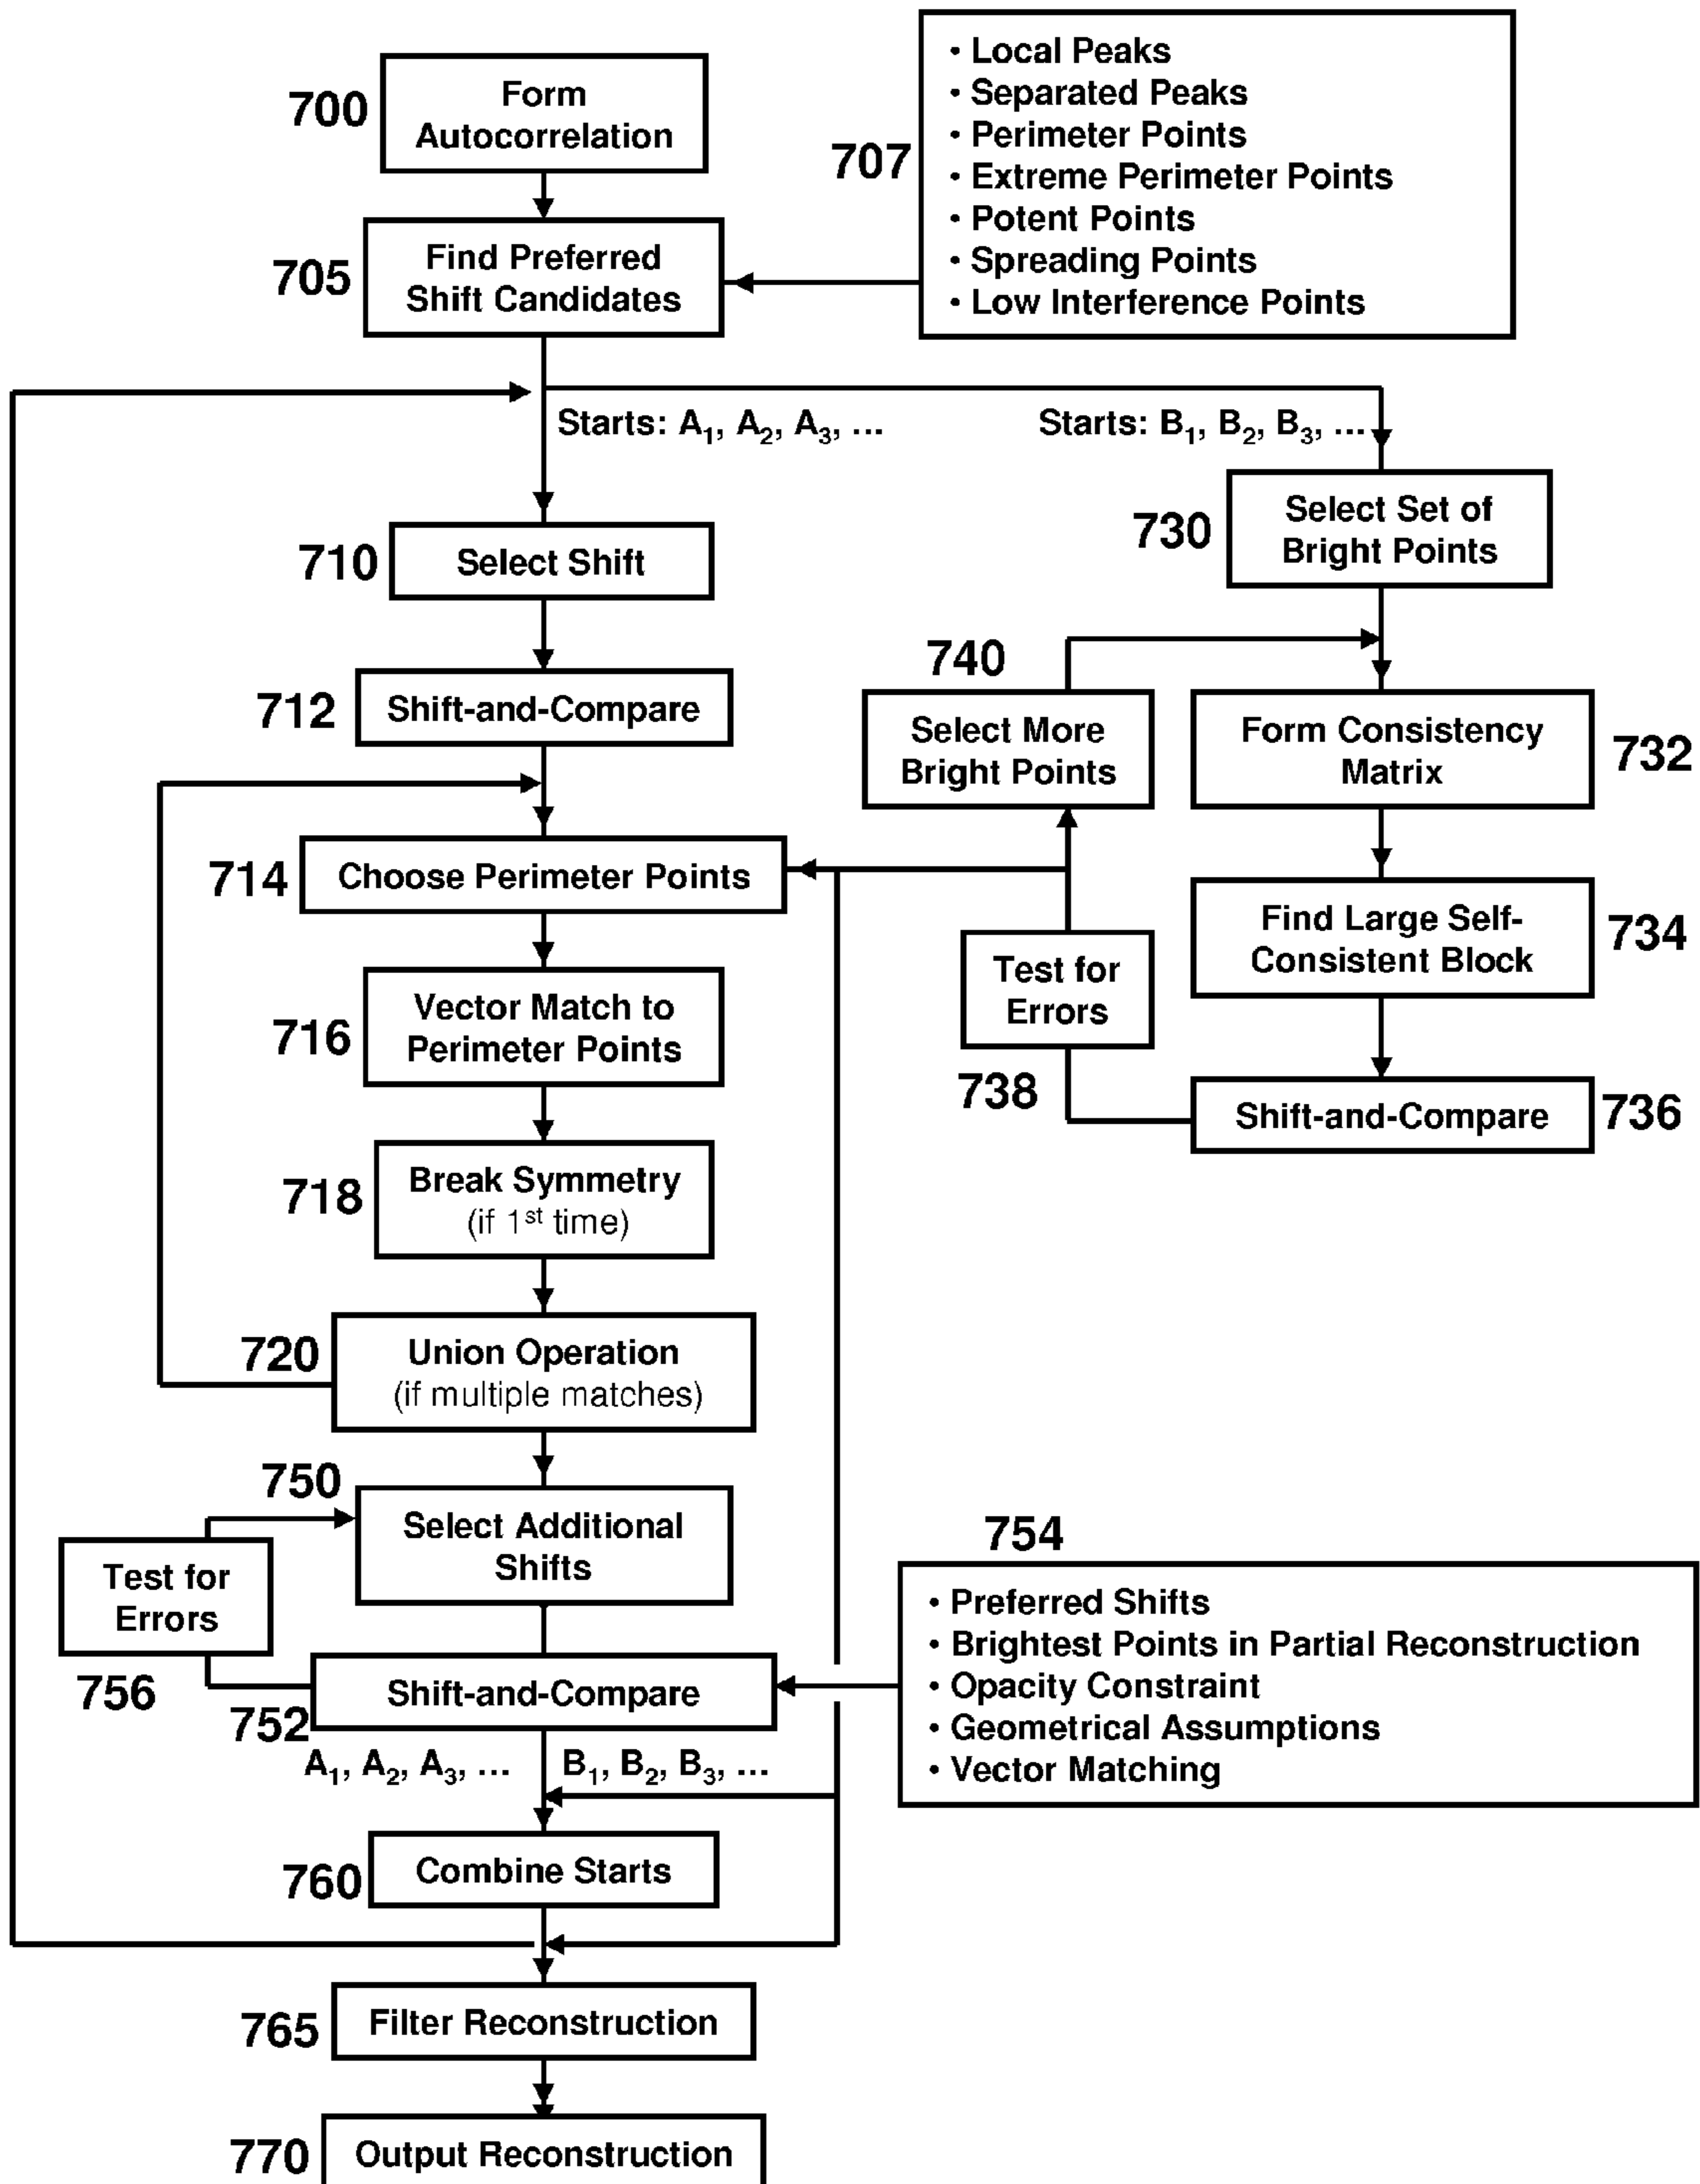 700
Form
Autocorrelation
707
• Local Peaks
• Separated Peaks
• Perimeter Points
• Extreme Perimeter Points
• Potent Points
• Spreading Points
• Low Interference Points
705
Find Preferred
Shift Candidates
Starts: A₁, A₂, A₃, ...
Starts: B₁, B₂, B₃, ...
730
Select Set of
Bright Points
710
Select Shift
712
Shift-and-Compare
740
Select More
Bright Points
Form Consistency
Matrix
732
714
Choose Perimeter Points
Find Large Self-
Consistent Block
734
Test for
Errors
738
716
Vector Match to
Perimeter Points
Shift-and-Compare
736
718
Break Symmetry
(if 1st time)
720
Union Operation
(if multiple matches)
750
Select Additional
Shifts
Test for
Errors
756
752
Shift-and-Compare
754
• Preferred Shifts
• Brightest Points in Partial Reconstruction
• Opacity Constraint
• Geometrical Assumptions
• Vector Matching
A₁, A₂, A₃, ...
B₁, B₂, B₃, ...
760
Combine Starts
765
Filter Reconstruction
770
Output Reconstruction